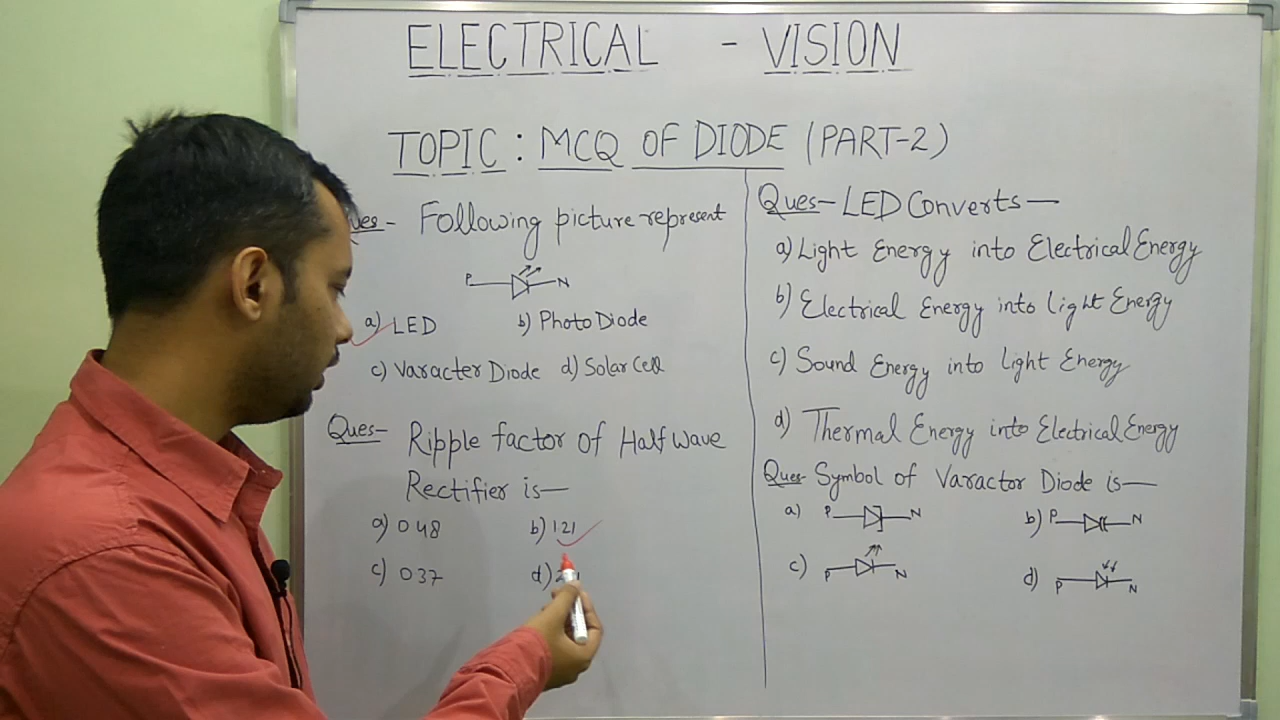 ELECTRICAL - VISION
TOPIC : MCQ OF DIODE (PART-2)
Ques- Following picture represent
P N
a) LED b) Photo Diode
c) Varacter Diode d) Solar Cell
Ques- Ripple factor of Half Wave
Rectifier is—
a) 0.48 b) 1.21
c) 0.37 d)
Ques- LED Converts—
a) Light Energy into Electrical Energy
b) Electrical Energy into Light Energy
c) Sound Energy into Light Energy
d) Thermal Energy into Electrical Energy
Ques- Symbol of Varactor Diode is—
a) P N b) P N
c) P N d) P N